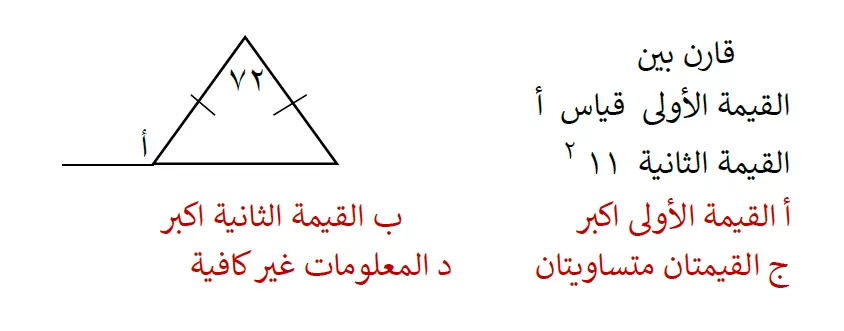 قارن بين
القيمة الأولى قياس أ
القيمة الثانية ١١ ٢
٧٢
أ
أ القيمة الأولى اكبر
ب القيمة الثانية اكبر
ج القيمتان متساويتان
د المعلومات غير كافية